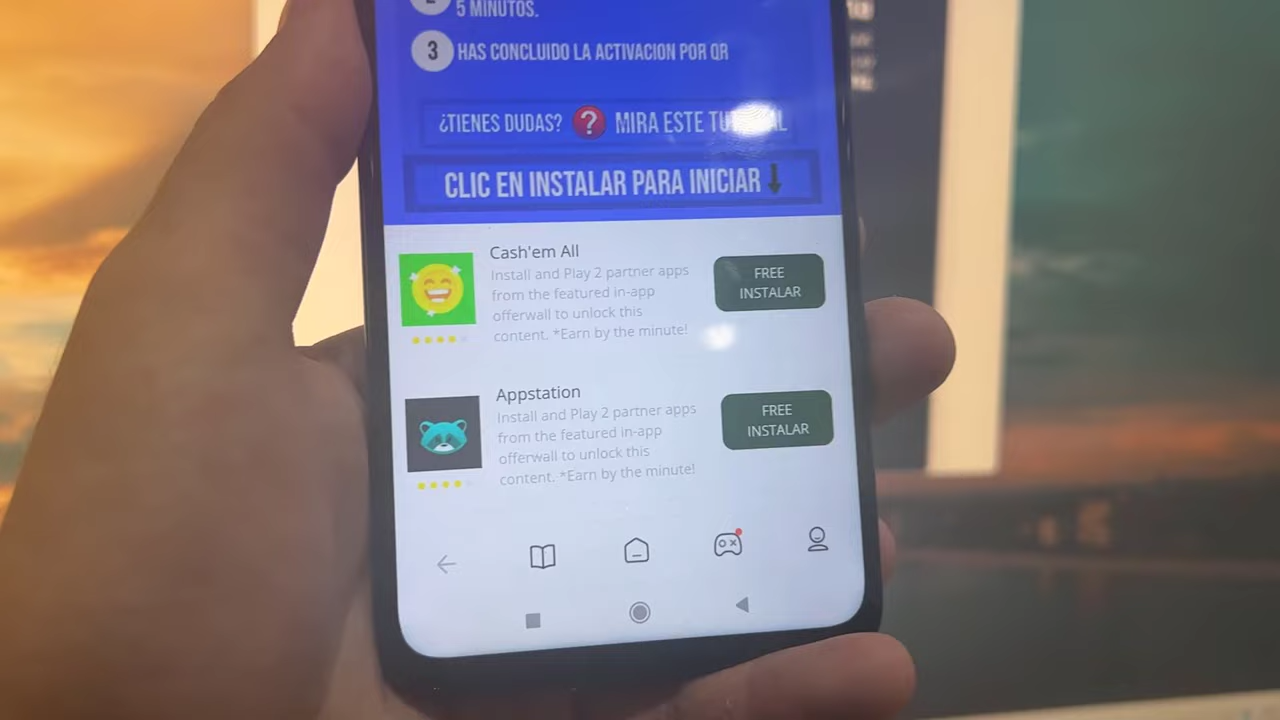 5 MINUTOS.
3 HAS CONCLUIDO LA ACTIVACION POR QR
¿TIENES DUDAS? ❓ MIRA ESTE
CLIC EN INSTALAR PARA INICIAR ⬇
Cash'em All
Install and Play 2 partner apps
from the featured in-app
offerwall to unlock this
content. *Earn by the minute!
FREE
INSTALAR
Appstation
Install and Play 2 partner apps
from the featured in-app
offerwall to unlock this
content. *Earn by the minute!
FREE
INSTALAR